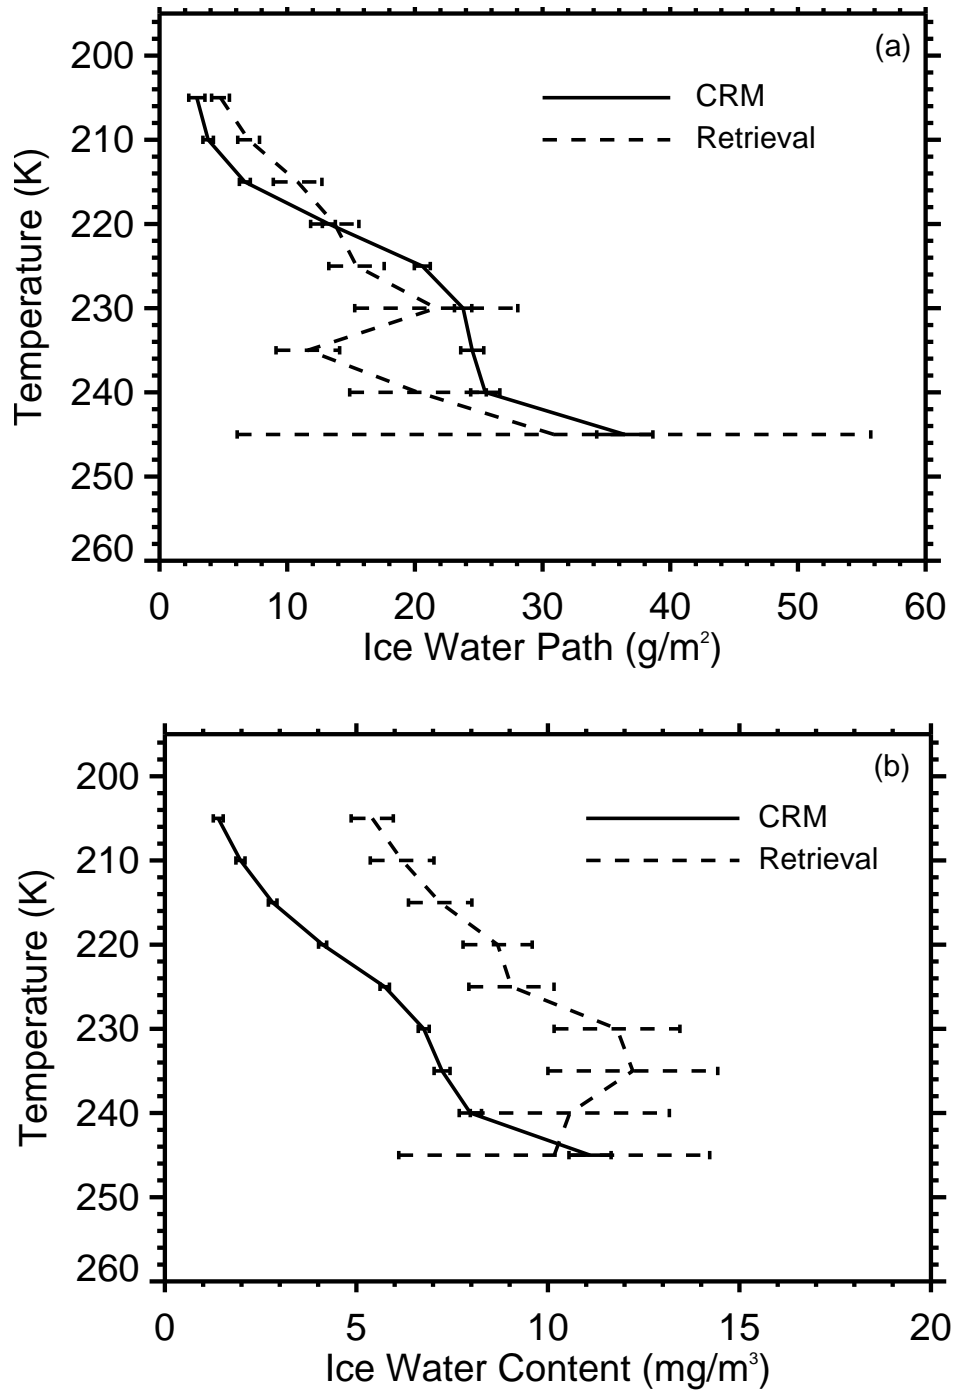 (a)
200
CRM
Retrieval
210
220
230
240
250
260
Temperature (K)
0 10 20 30 40 50 60
Ice Water Path (g/m²)
(b)
200
CRM
Retrieval
210
220
230
240
250
260
Temperature (K)
0 5 10 15 20
Ice Water Content (mg/m³)